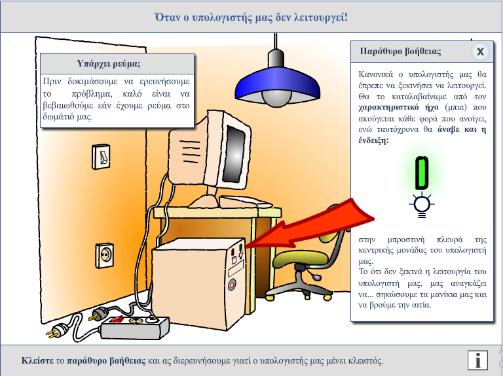 Όταν ο υπολογιστής μας δεν λειτουργεί!
Υπάρχει ρεύμα;
Πριν δοκιμάσουμε να ερευνήσουμε
το πρόβλημα, καλό είναι να
βεβαιωθούμε εάν έχουμε ρεύμα στο
δωμάτιό μας.
Παράθυρο βοήθειας X
Κανονικά ο υπολογιστής μας θα
έπρεπε να ξεκινήσει να λειτουργεί.
Θα το καταλαβαίναμε από τον
χαρακτηριστικό ήχο (μπιπ) που
ακούγεται κάθε φορά που ανοίγει,
ενώ ταυτόχρονα θα άναβε και η
ένδειξη:
στην μπροστινή πλευρά της
κεντρικής μονάδας του υπολογιστή
μας.
Το ότι δεν ξεκινά η λειτουργία του
υπολογιστή μας, μας αναγκάζει
να... σηκώσουμε τα μανίκια μας και
να βρούμε την αιτία.
Κλείστε το παράθυρο βοήθειας και ας διερευνήσουμε γιατί ο υπολογιστής μας μένει κλειστός.
i